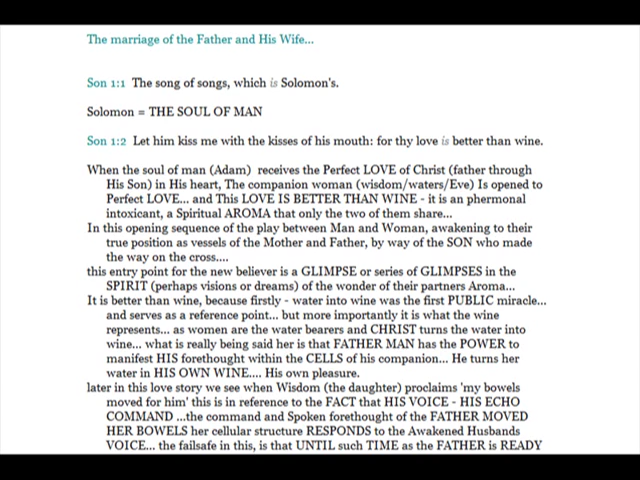 The marriage of the Father and His Wife...
Son 1:1 The song of songs, which is Solomon's.
Solomon = THE SOUL OF MAN
Son 1:2 Let him kiss me with the kisses of his mouth: for thy love is better than wine.
When the soul of man (Adam) receives the Perfect LOVE of Christ (father through
His Son) in His heart, The companion woman (wisdom/waters/Eve) Is opened to
Perfect LOVE... and This LOVE IS BETTER THAN WINE - it is an phermonal
intoxicant, a Spiritual AROMA that only the two of them share...
In this opening sequence of the play between Man and Woman, awakening to their
true position as vessels of the Mother and Father, by way of the SON who made
the way on the cross....
this entry point for the new believer is a GLIMPSE or series of GLIMPSES in the
SPIRIT (perhaps visions or dreams) of the wonder of their partners Aroma...
It is better than wine, because firstly - water into wine was the first PUBLIC miracle...
and serves as a reference point... but more importantly it is what the wine
represents... as women are the water bearers and CHRIST turns the water into
wine... what is really being said her is that FATHER MAN has the POWER to
manifest HIS forethought within the CELLS of his companion... He turns her
water in HIS OWN WINE.... His own pleasure.
later in this love story we see when Wisdom (the daughter) proclaims 'my bowels
moved for him' this is in reference to the FACT that HIS VOICE - HIS ECHO
COMMAND ...the command and Spoken forethought of the FATHER MOVED
HER BOWELS her cellular structure RESPONDS to the Awakened Husbands
VOICE... the failsafe in this, is that UNTIL such TIME as the FATHER is READY